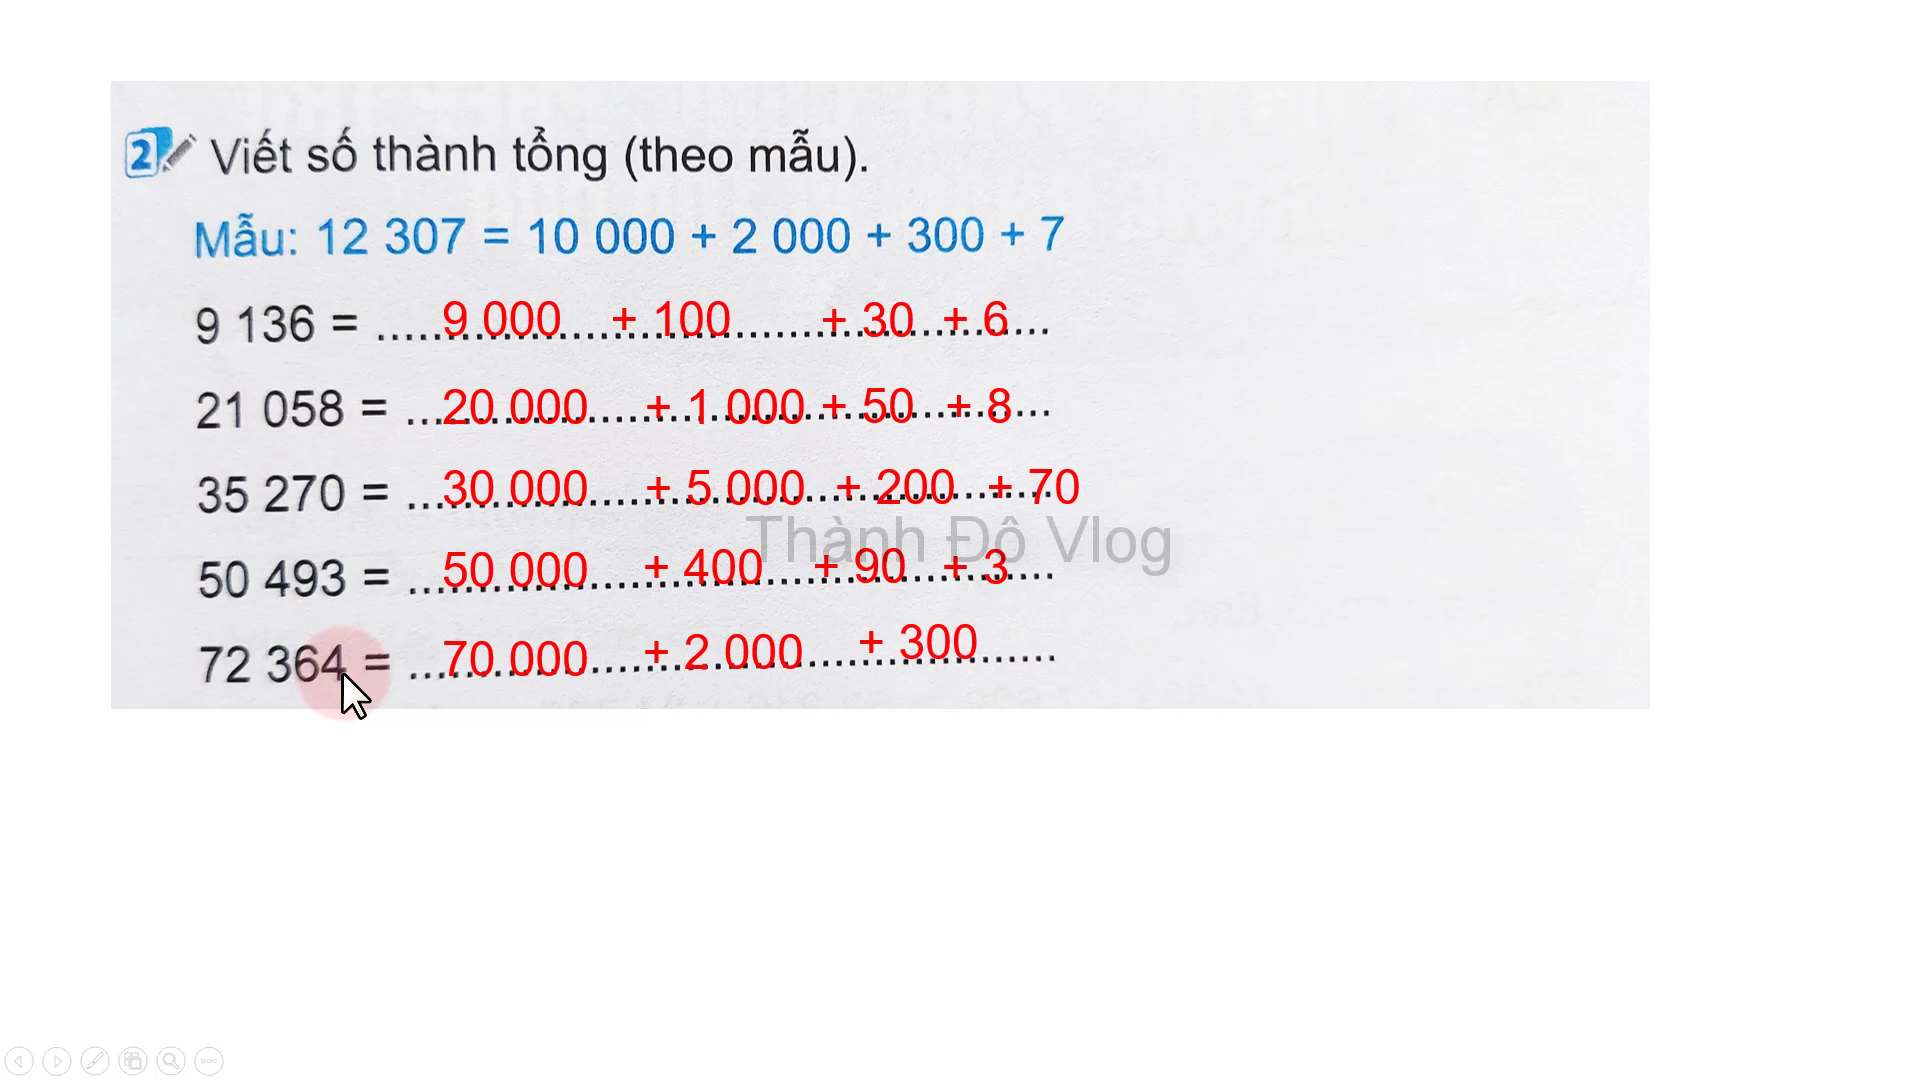 2 Viết số thành tổng (theo mẫu).
Mẫu: 12 307 = 10 000 + 2 000 + 300 + 7
9 136 = .....9 000....+ 100.......+ 30 + 6...
21 058 = ...20 000....+ 1 000 + 50 + 8...
35 270 = ...30 000....+ 5 000 + 200 + 70
Thành Đô Vlog
50 493 = ...50 000....+ 400 + 90 + 3...
72 364 = ...70 000....+ 2 000 + 300......